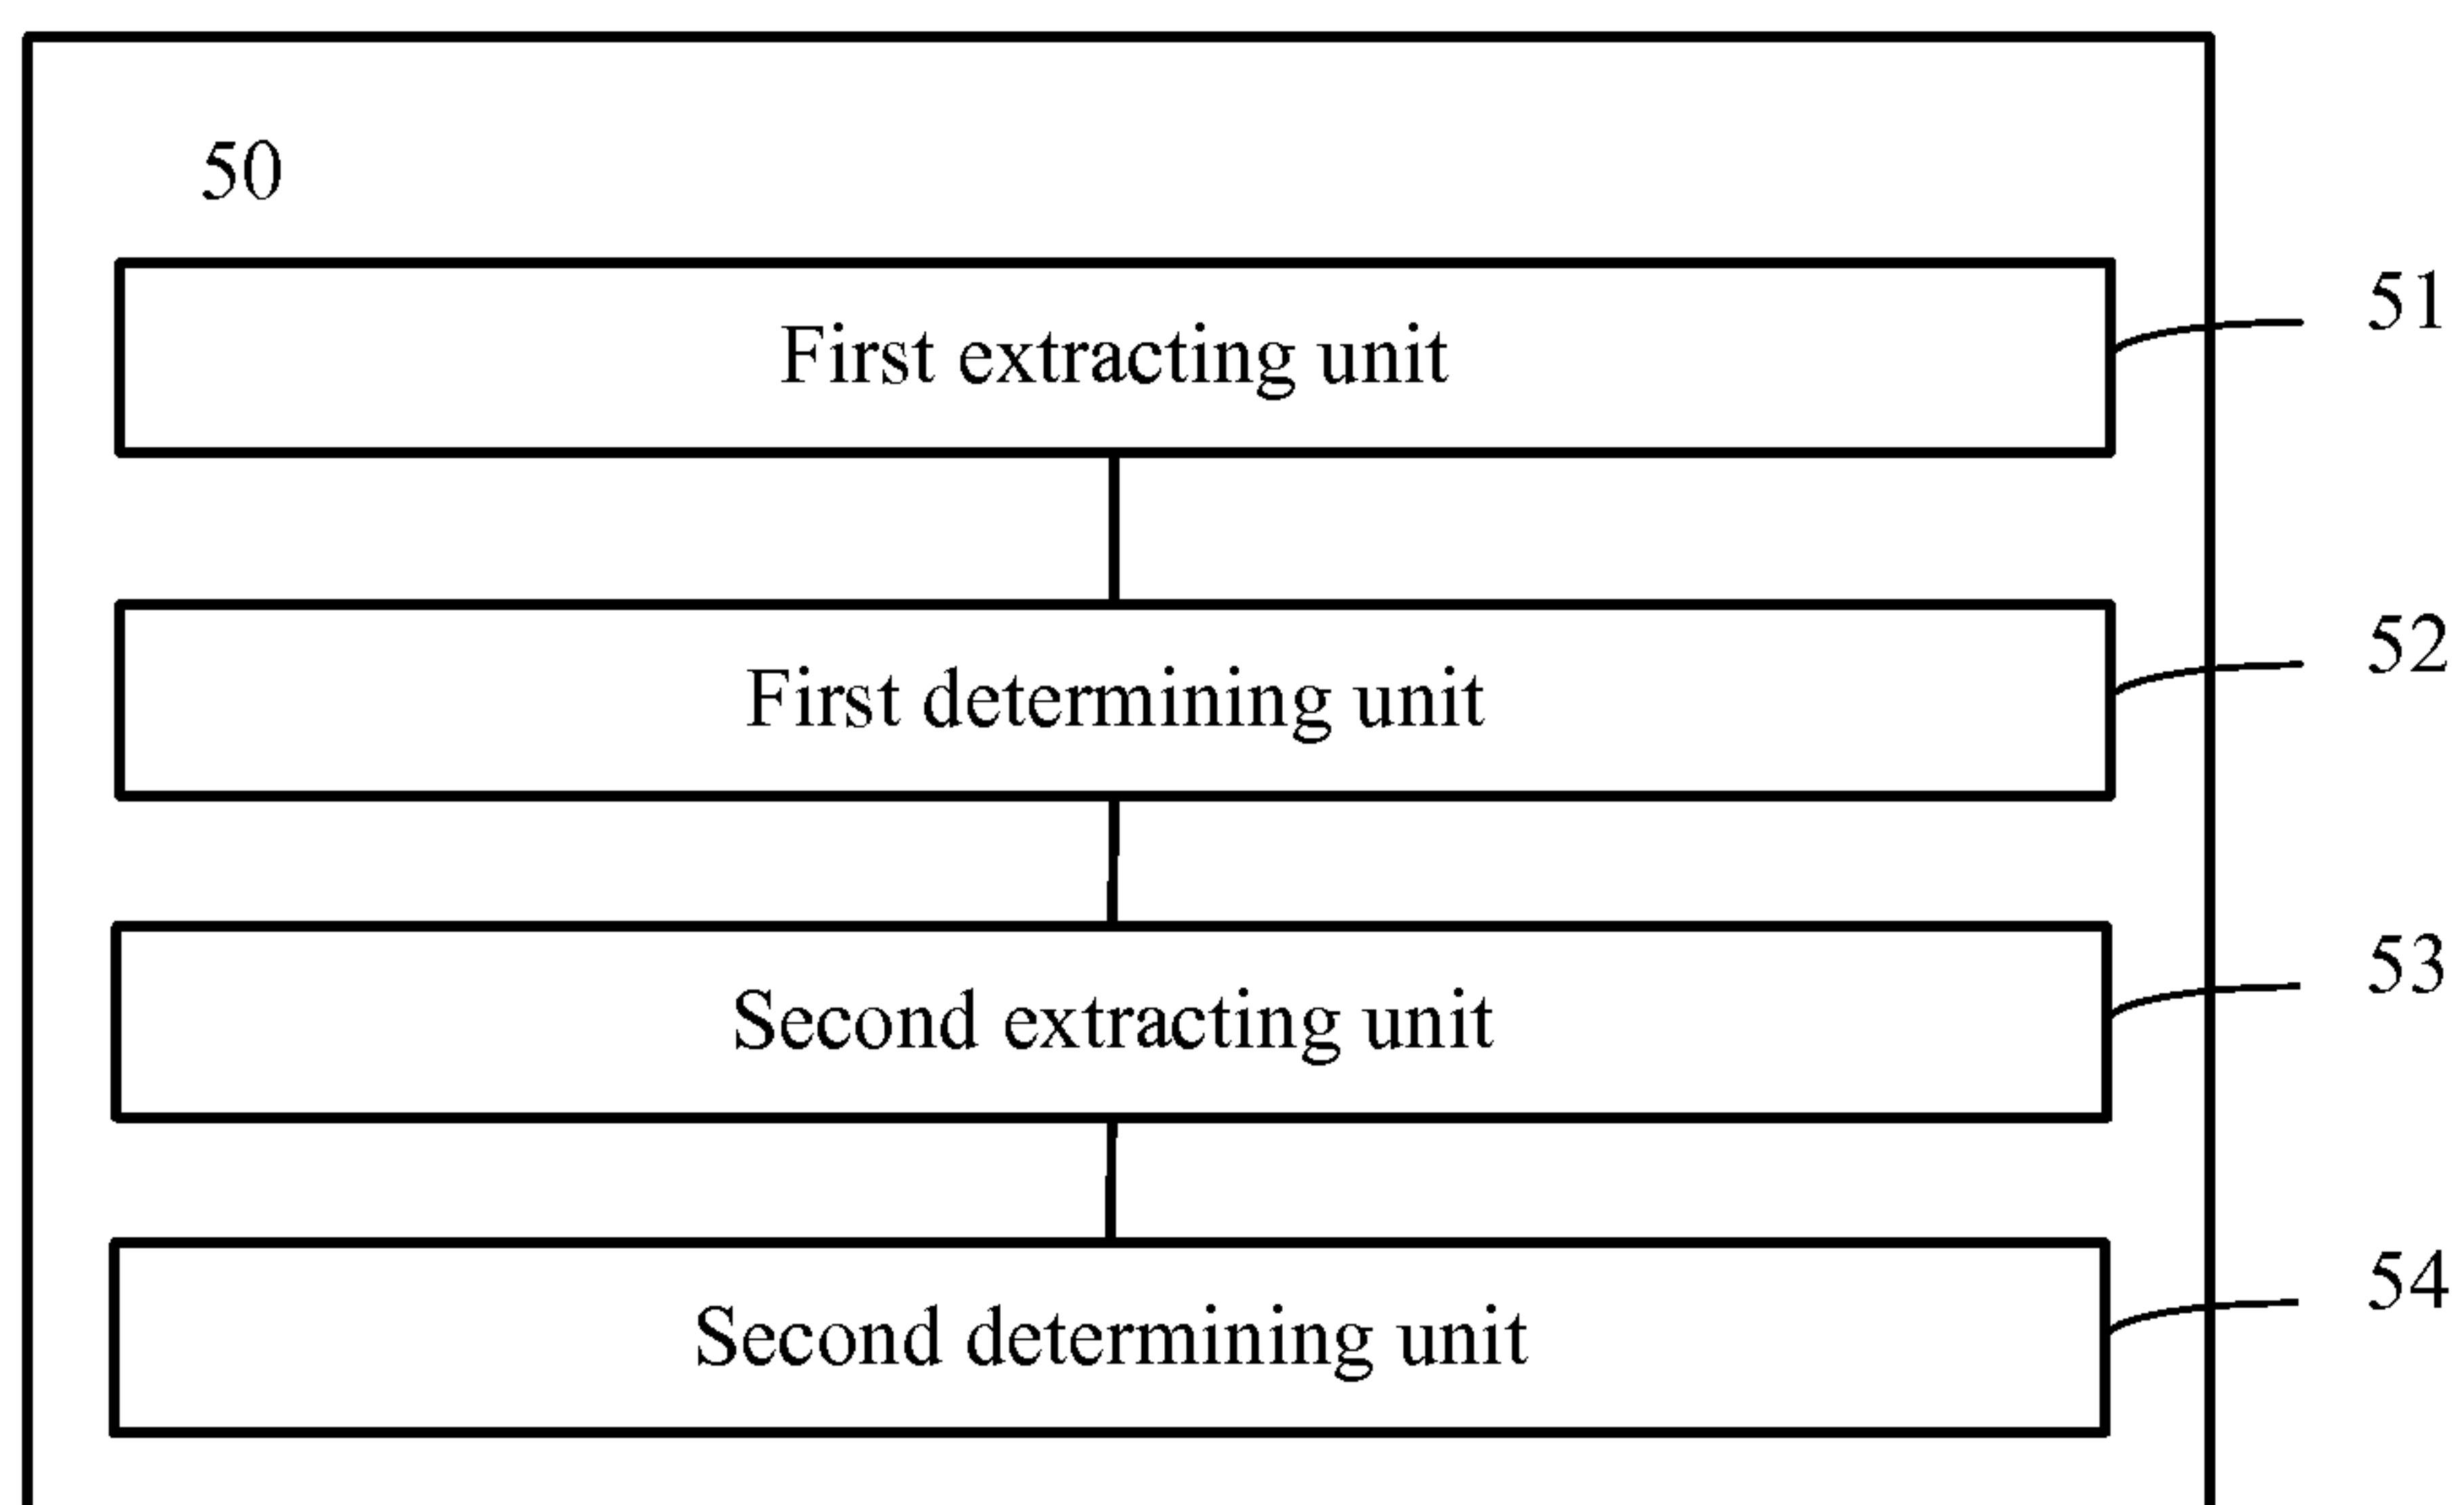 50
First extracting unit
51
First determining unit
52
Second extracting unit
53
Second determining unit
54